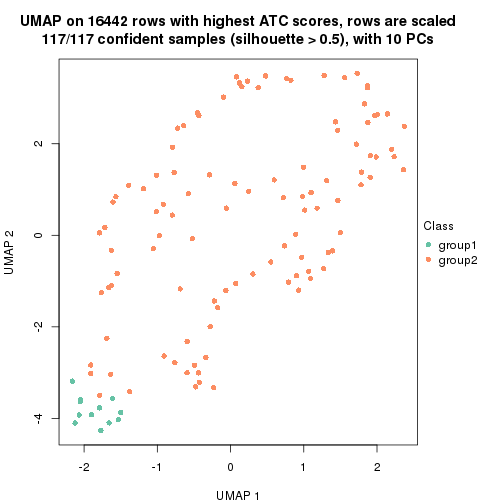 UMAP on 16442 rows with highest ATC scores, rows are scaled
117/117 confident samples (silhouette > 0.5), with 10 PCs
2
0
-2
-4
UMAP 2
Class
group1
group2
-2
-1
0
1
2
UMAP 1